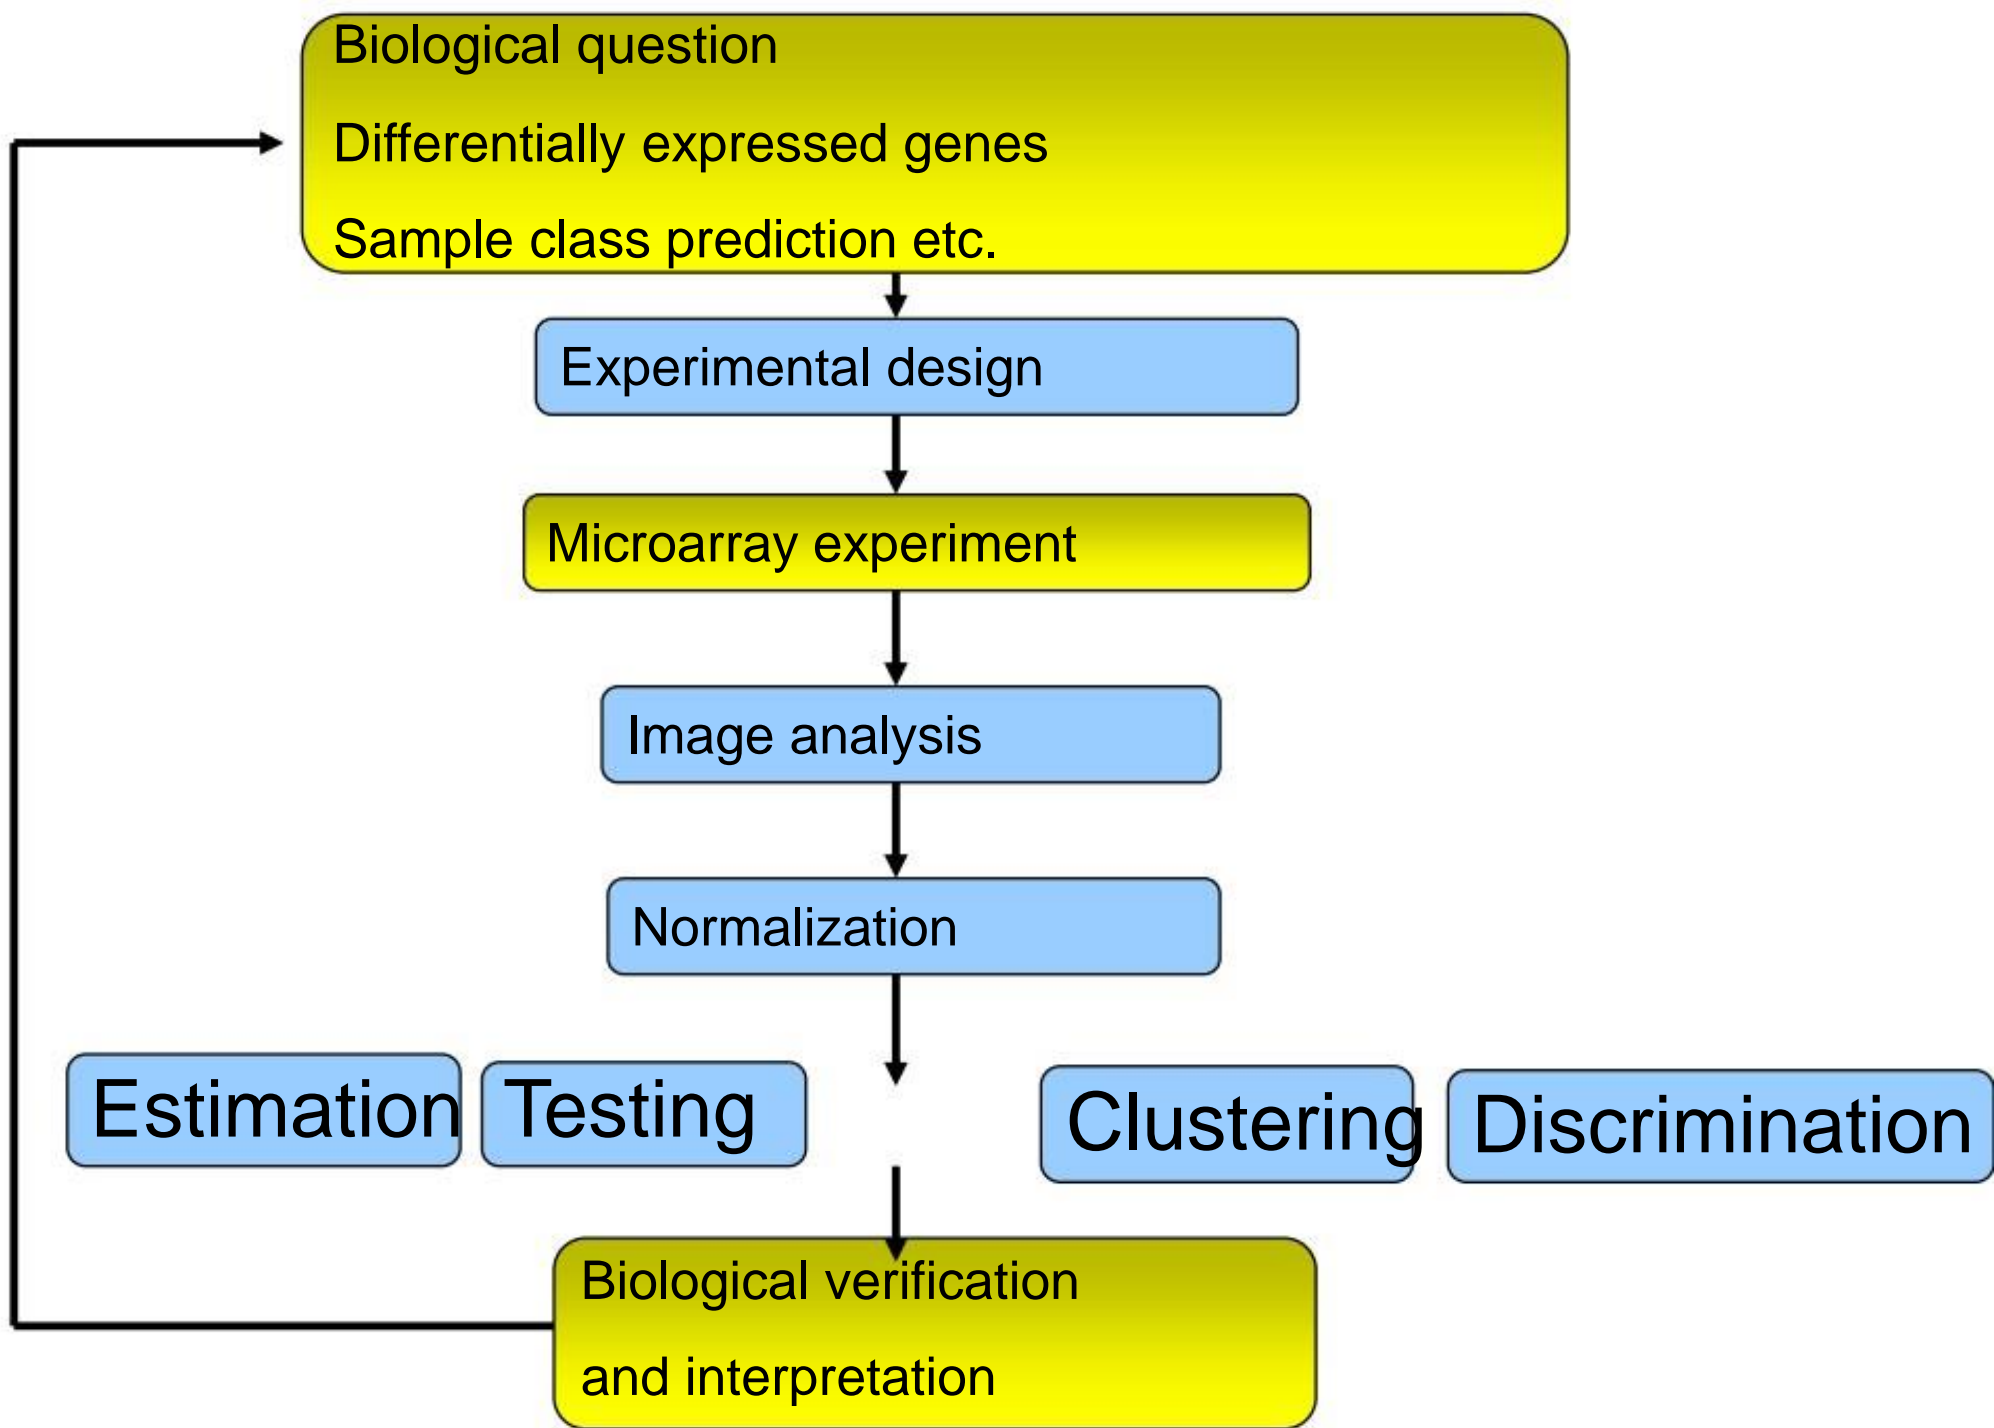 Biological question
Differentially expressed genes
Sample class prediction etc.
Experimental design
Microarray experiment
Image analysis
Normalization
Estimation
Testing
Clustering
Discrimination
Biological verification
and interpretation